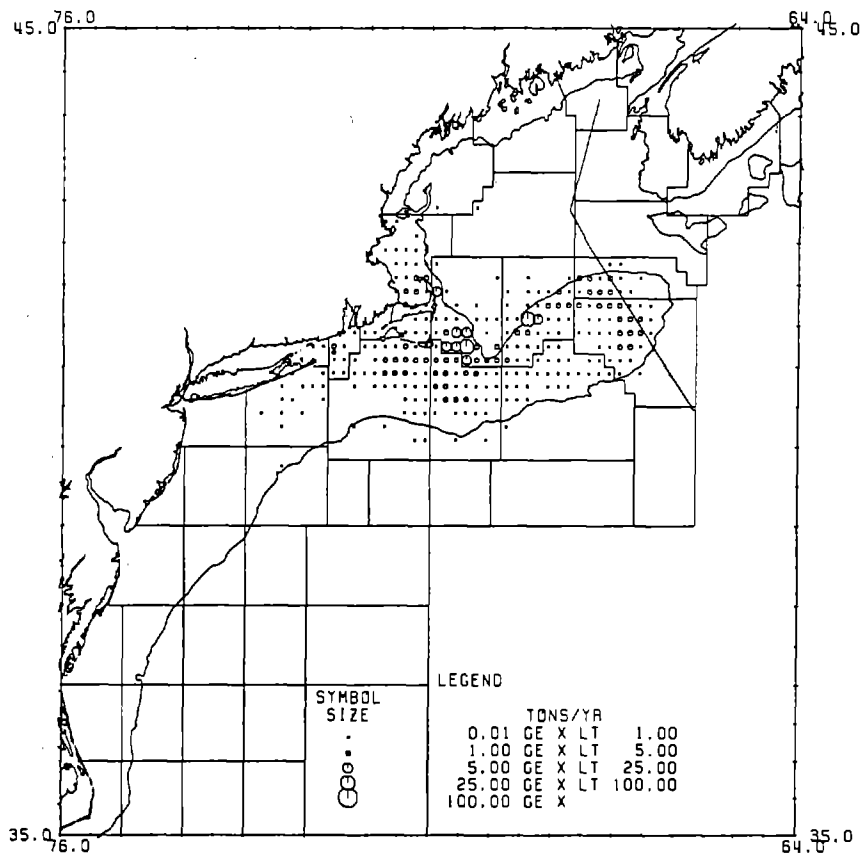 76.0 64.0
45.0 45.0
LEGEND
SYMBOL
SIZE
TONS/YR
0.01 GE X LT 1.00
1.00 GE X LT 5.00
5.00 GE X LT 25.00
25.00 GE X LT 100.00
100.00 GE X
35.0 35.0
76.0 64.0